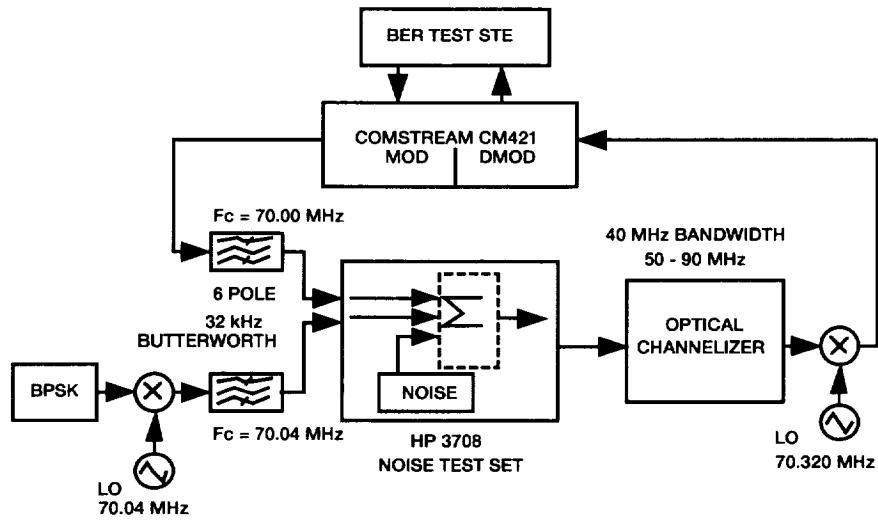 BER TEST STE
COMSTREAM CM421
MOD DMOD
Fc = 70.00 MHz
6 POLE
32 kHz
BUTTERWORTH
40 MHz BANDWIDTH
50 - 90 MHz
OPTICAL
CHANNELIZER
NOISE
BPSK
Fc = 70.04 MHz
HP 3708
NOISE TEST SET
LO
70.04 MHz
LO
70.320 MHz